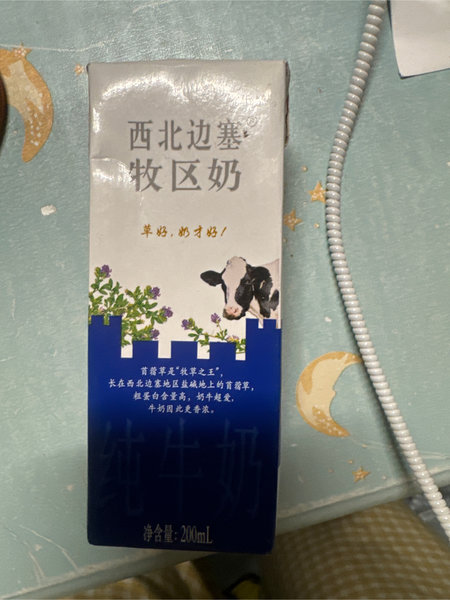 西北边塞®
牧区奶
草好，奶才好！
苜蓿草是“牧草之王”，
长在西北边塞地区盐碱地上的苜蓿草，
粗蛋白含量高，奶牛超爱，
牛奶因此更香浓。
纯牛奶
净含量：200mL